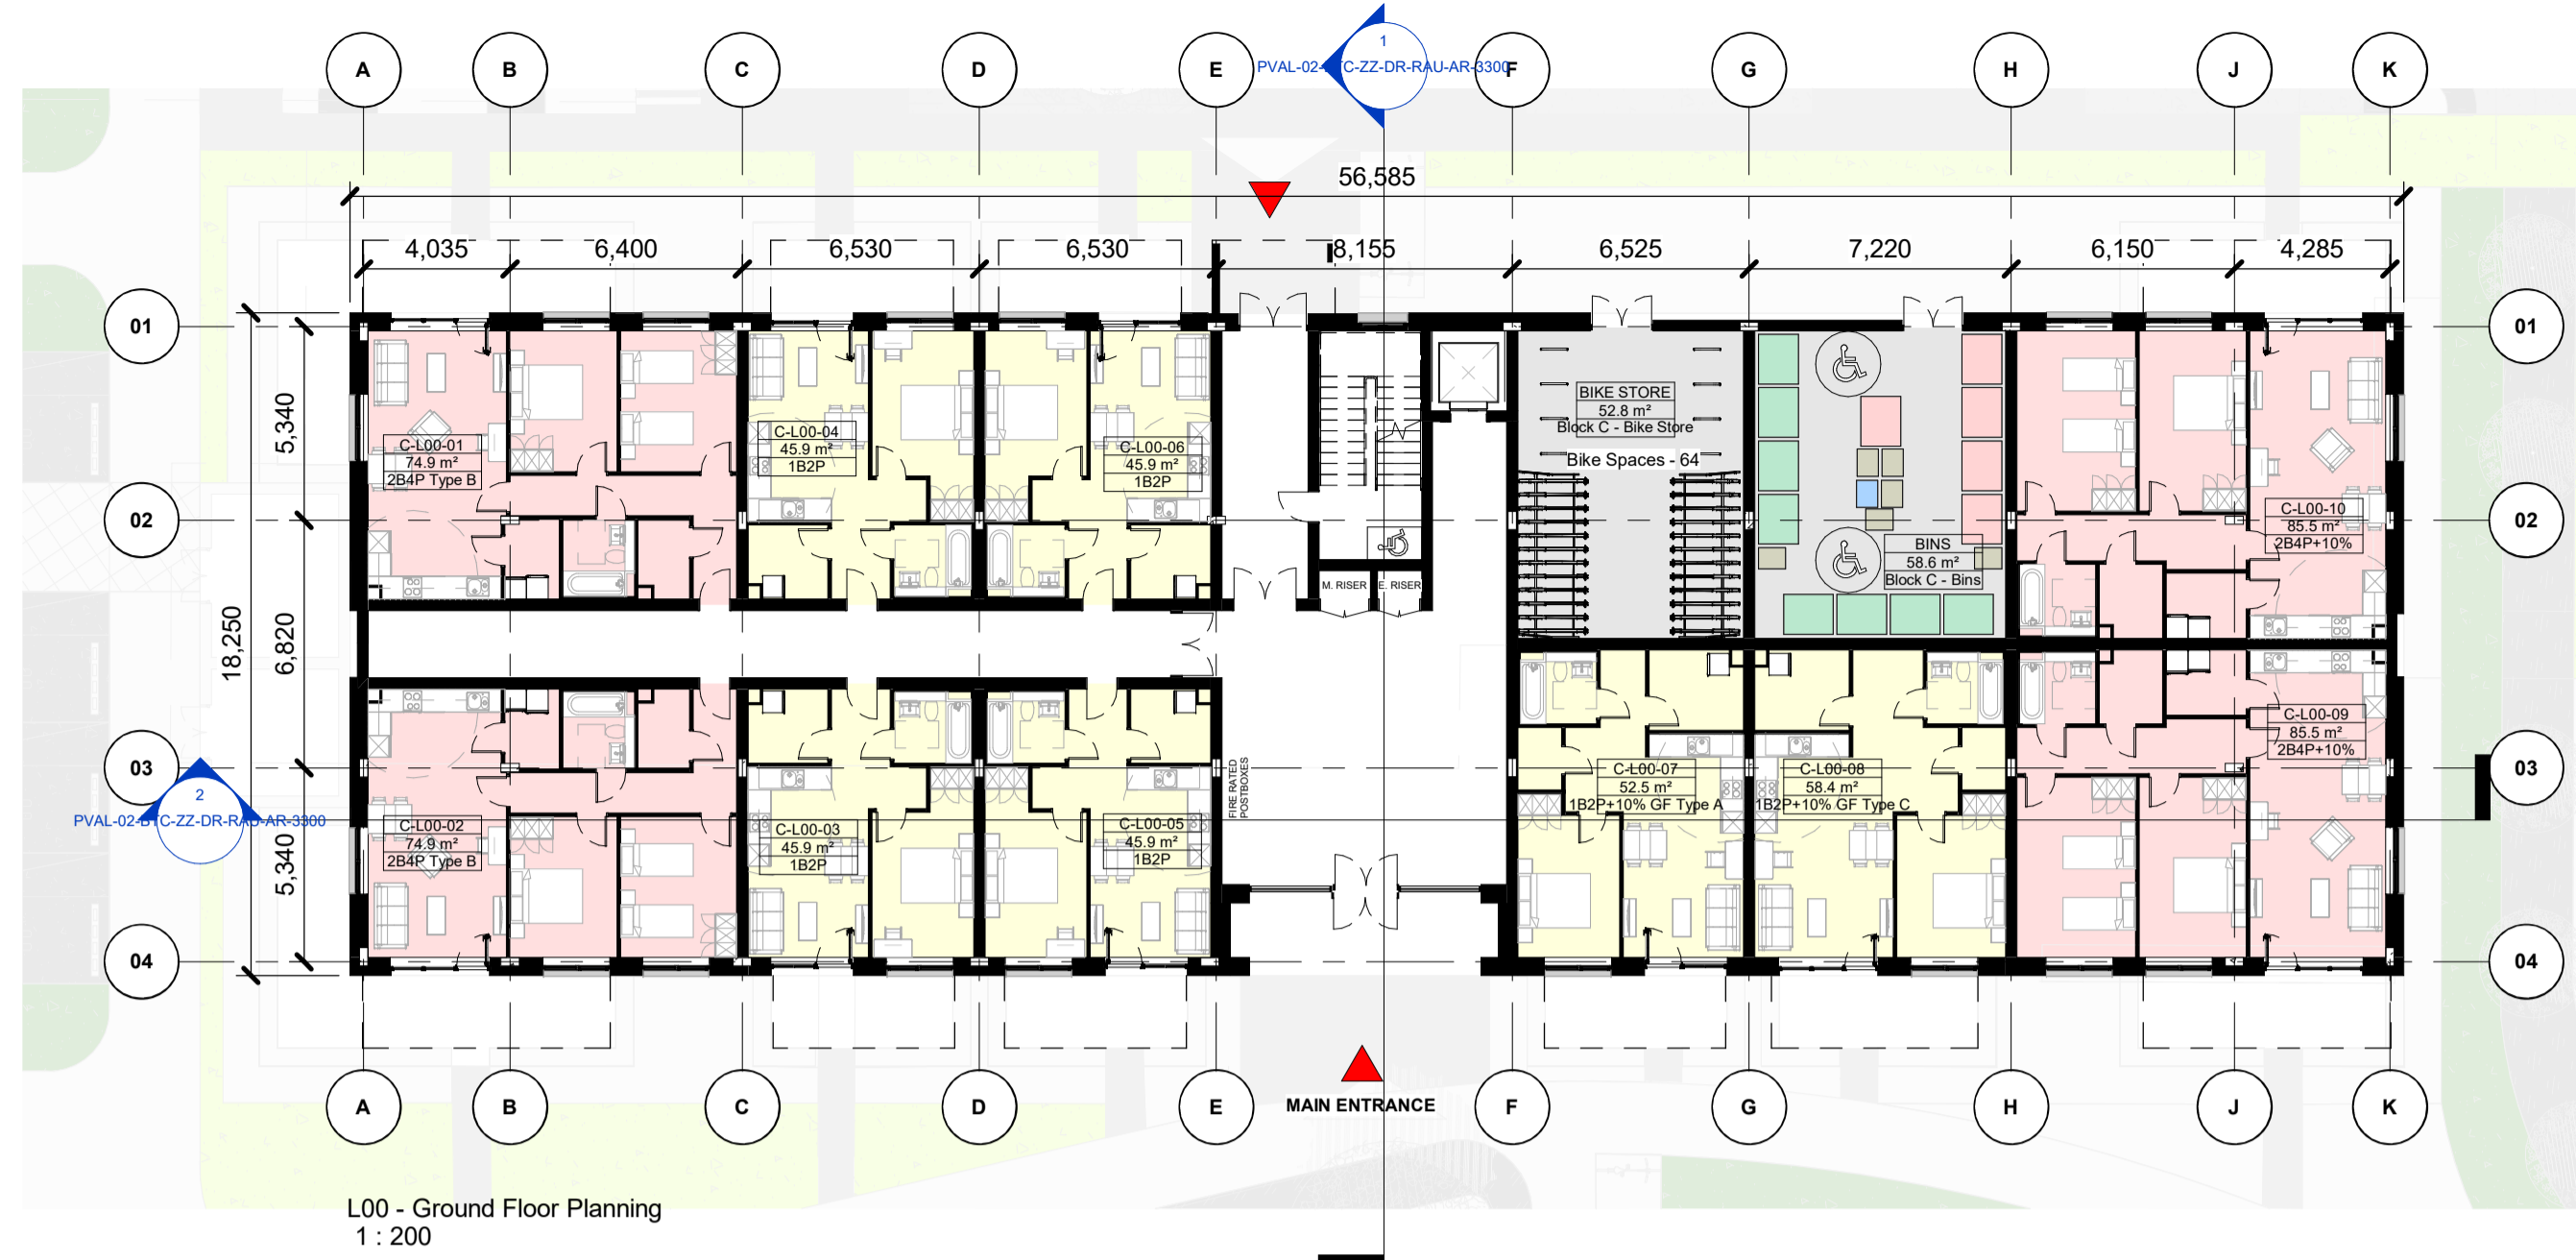 1
PVAL-02-BTC-ZZ-DR-RAU-AR-3300
A
B
C
D
E
F
G
H
J
K
56,585
4,035
6,400
6,530
6,530
8,155
6,525
7,220
6,150
4,285
01
01
02
02
03
03
04
04
18,250
5,340
6,820
5,340
C-L00-01
74.9 m²
2B4P Type B
C-L00-04
45.9 m²
1B2P
C-L00-06
45.9 m²
1B2P
BIKE STORE
52.8 m²
Block C - Bike Store
Bike Spaces - 64
BINS
58.6 m²
Block C - Bins
C-L00-10
85.5 m²
2B4P+10%
M. RISER
E. RISER
C-L00-02
74.9 m²
2B4P Type B
C-L00-03
45.9 m²
1B2P
C-L00-05
45.9 m²
1B2P
FIRE RATED
POSTBOXES
C-L00-07
52.5 m²
1B2P+10% GF Type A
C-L00-08
58.4 m²
1B2P+10% GF Type C
C-L00-09
85.5 m²
2B4P+10%
2
PVAL-02-BTC-ZZ-DR-RAU-AR-3300
A
B
C
D
E
MAIN ENTRANCE
F
G
H
J
K
L00 - Ground Floor Planning
1 : 200